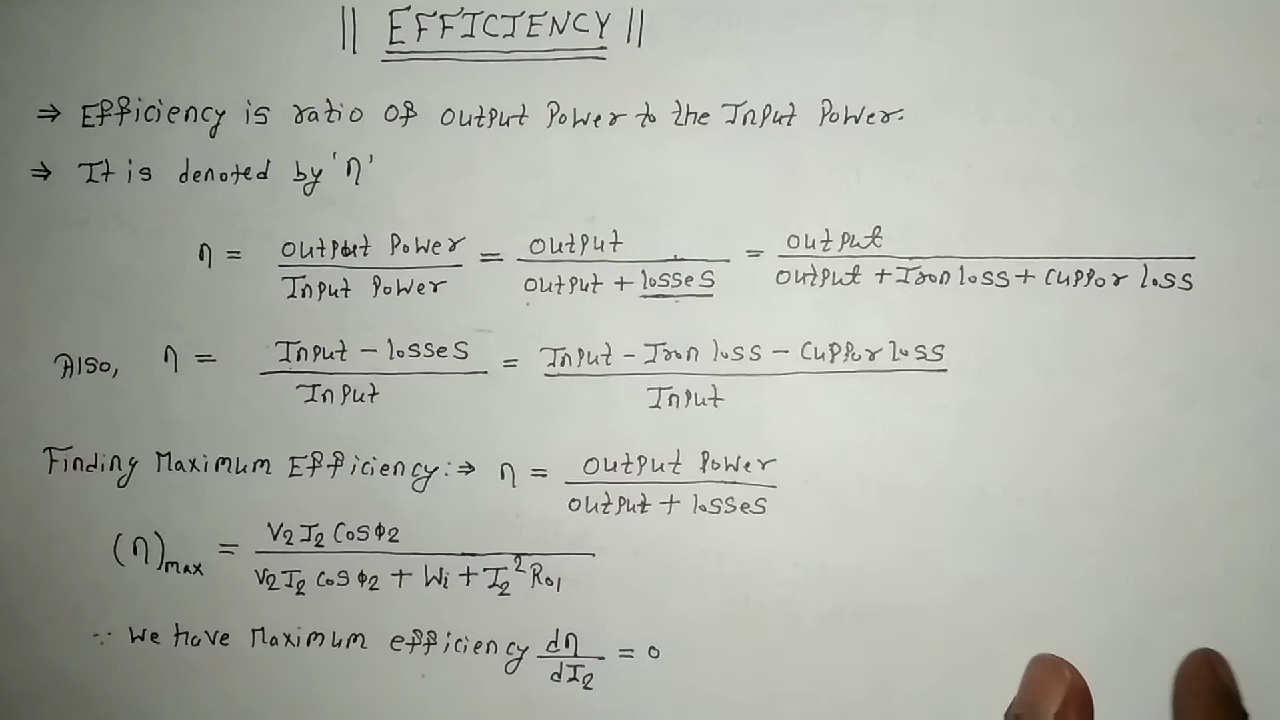 || EFFICIENCY ||
⇒ Efficiency is ratio of output power to the Input Power.
⇒ It is denoted by 'η'
η = Output Power / Input Power = output / output + losses = output / output + Iron loss + Cuppor loss
Also, η = Input - losses / Input = Input - Iron loss - Cuppor loss / Input
Finding Maximum Efficiency :⇒ η = output Power / output + losses
(η)max = V2 I2 Cos Φ2 / V2 I2 Cos Φ2 + Wi + I2² R01
∵ We have Maximum efficiency dη / dI2 = 0